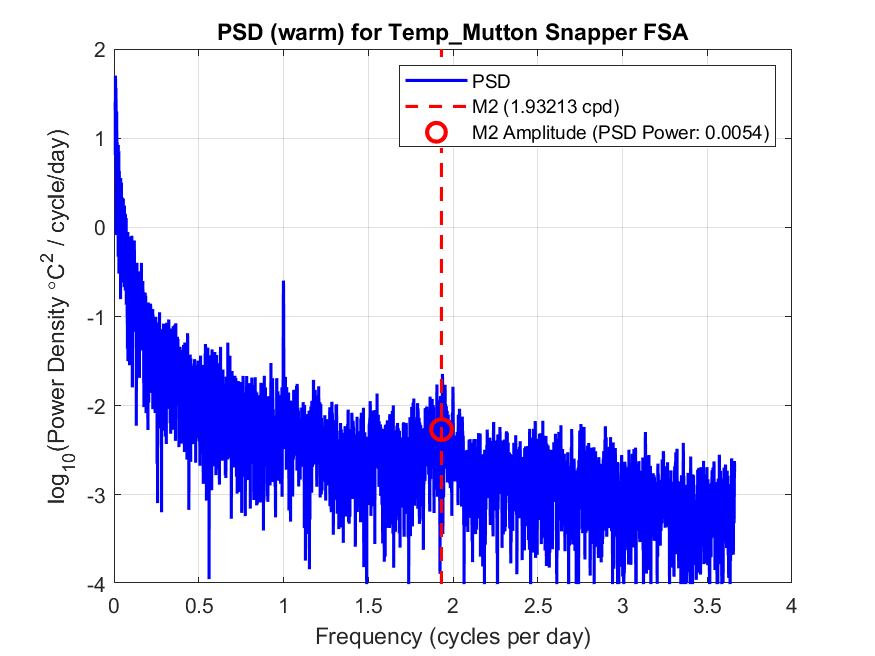 PSD (warm) for Temp_Mutton Snapper FSA
PSD
M2 (1.93213 cpd)
M2 Amplitude (PSD Power: 0.0054)
log10(Power Density °C2 / cycle/day)
2
1
0
-1
-2
-3
-4
0 0.5 1 1.5 2 2.5 3 3.5 4
Frequency (cycles per day)